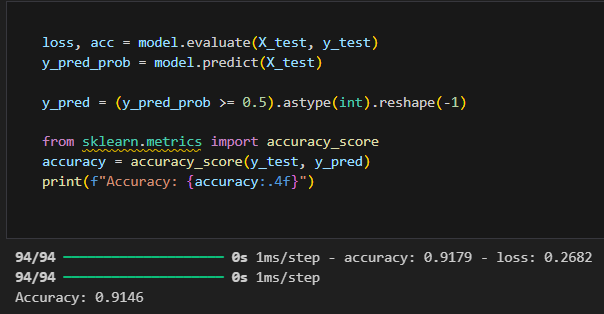 loss, acc = model.evaluate(X_test, y_test)
y_pred_prob = model.predict(X_test)
y_pred = (y_pred_prob >= 0.5).astype(int).reshape(-1)
from sklearn.metrics import accuracy_score
accuracy = accuracy_score(y_test, y_pred)
print(f"Accuracy: {accuracy:.4f}")
94/94 ━━━━━━━━━━━━━━━━━━━━ 0s 1ms/step - accuracy: 0.9179 - loss: 0.2682
94/94 ━━━━━━━━━━━━━━━━━━━━ 0s 1ms/step
Accuracy: 0.9146